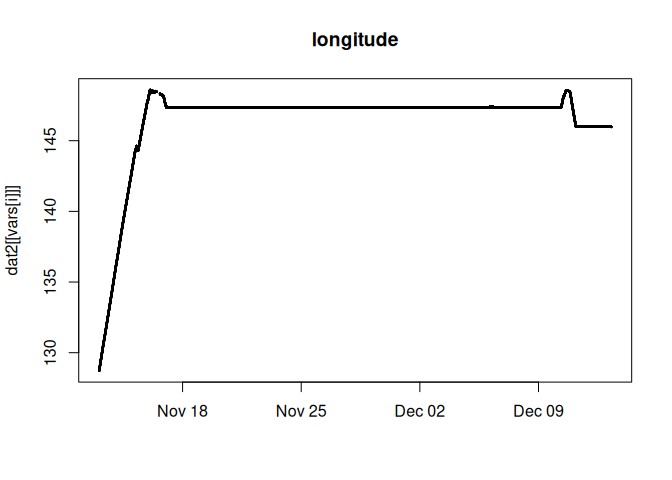 longitude
dat2[[vars[i]]]
145
140
135
130
Nov 18
Nov 25
Dec 02
Dec 09